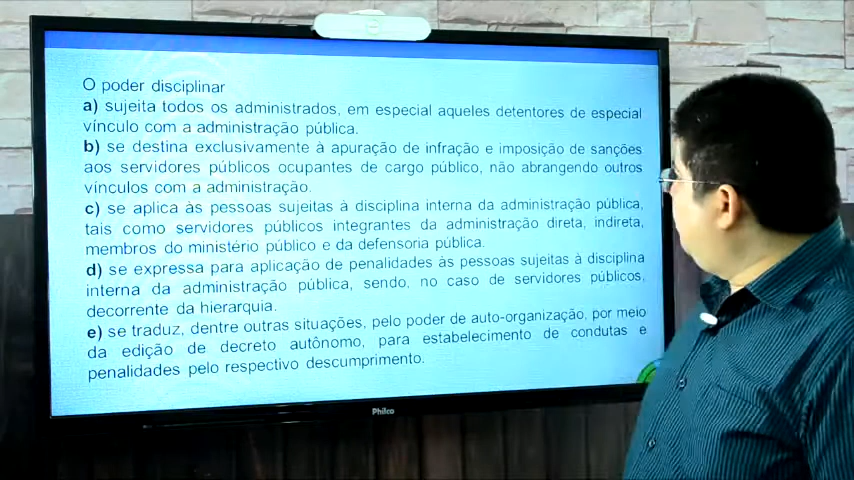 O poder disciplinar
a) sujeita todos os administrados, em especial aqueles detentores de especial
vínculo com a administração pública.
b) se destina exclusivamente à apuração de infração e imposição de sanções
aos servidores públicos ocupantes de cargo público, não abrangendo outros
vínculos com a administração.
c) se aplica às pessoas sujeitas à disciplina interna da administração pública,
tais como servidores públicos integrantes da administração direta, indireta,
membros do ministério público e da defensoria pública.
d) se expressa para aplicação de penalidades às pessoas sujeitas à disciplina
interna da administração pública, sendo, no caso de servidores públicos,
decorrente da hierarquia.
e) se traduz, dentre outras situações, pelo poder de auto-organização, por meio
da edição de decreto autônomo, para estabelecimento de condutas e
penalidades pelo respectivo descumprimento.
Philco